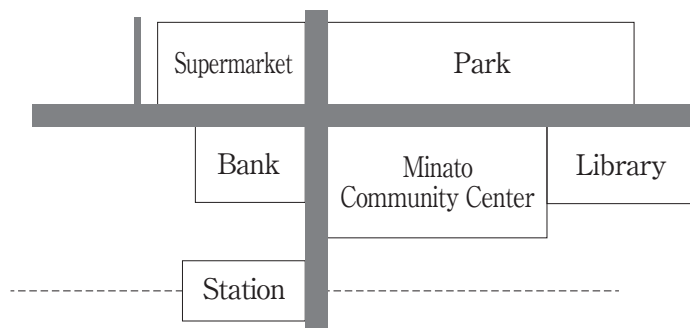 Supermarket
Park
Bank
Minato
Community Center
Library
Station